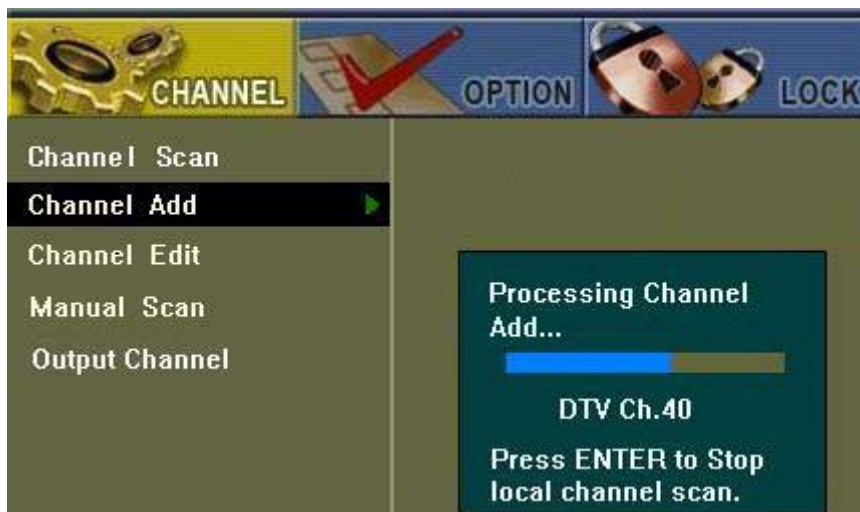 CHANNEL
OPTION
LOCK
Channel Scan
Channel Add
Channel Edit
Manual Scan
Output Channel
Processing Channel
Add...
DTV Ch.40
Press ENTER to Stop
local channel scan.